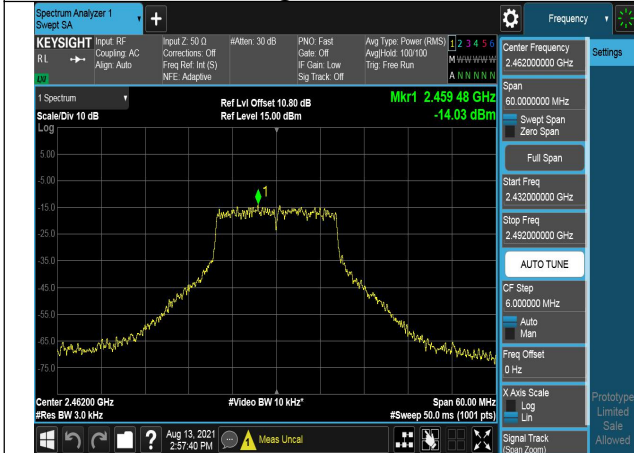 Spectrum Analyzer 1
Swept SA
+
Frequency
KEYSIGHT
RL
LXI
Input: RF
Coupling: AC
Align: Auto
Input Z: 50 Ω
Corrections: Off
Freq Ref: Int (S)
NFE: Adaptive
#Atten: 30 dB
PNO: Fast
Gate: Off
IF Gain: Low
Sig Track: Off
Avg Type: Power (RMS)
Avg|Hold: 100/100
Trig: Free Run
1 2 3 4 5 6
M W W W W W
A N N N N N
Center Frequency
2.462000000 GHz
Settings
Span
60.0000000 MHz
Swept Span
Zero Span
Full Span
Start Freq
2.432000000 GHz
Stop Freq
2.492000000 GHz
AUTO TUNE
CF Step
6.000000 MHz
Auto
Man
Freq Offset
0 Hz
X Axis Scale
Log
Lin
Signal Track
(Span Zoom)
Prototype
Limited
Sale
Allowed
1 Spectrum
Scale/Div 10 dB
Log
Ref Lvl Offset 10.80 dB
Ref Level 15.00 dBm
Mkr1 2.459 48 GHz
-14.03 dBm
5.00
-5.00
-15.0
-25.0
-35.0
-45.0
-55.0
-65.0
-75.0
1
Center 2.46200 GHz
#Res BW 3.0 kHz
#Video BW 10 kHz*
Span 60.00 MHz
#Sweep 50.0 ms (1001 pts)
?
Aug 13, 2021
2:57:40 PM
Meas Uncal